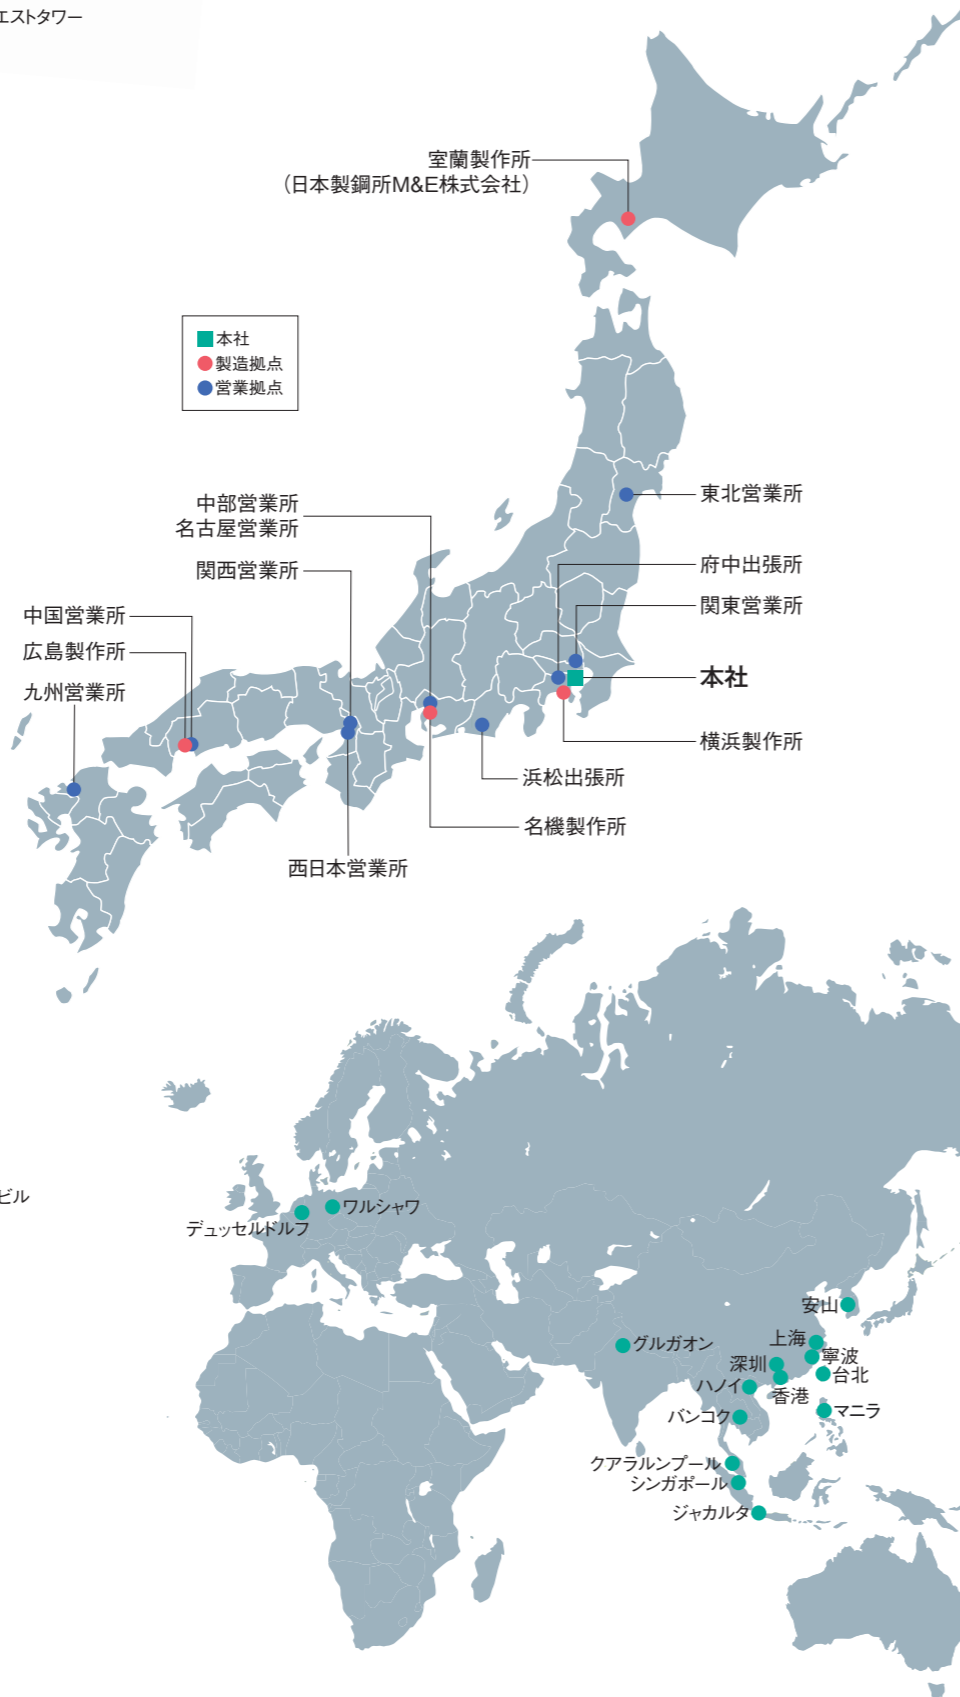 エストタワー
室蘭製作所
（日本製鋼所M&E株式会社）
本社
製造拠点
営業拠点
東北営業所
中部営業所
名古屋営業所
府中出張所
関西営業所
関東営業所
中国営業所
広島製作所
本社
九州営業所
横浜製作所
浜松出張所
名機製作所
西日本営業所
ビル
ワルシャワ
デュッセルドルフ
安山
上海
グルガオン
寧波
深圳
台北
ハノイ
香港
マニラ
バンコク
クアラルンプール
シンガポール
ジャカルタ